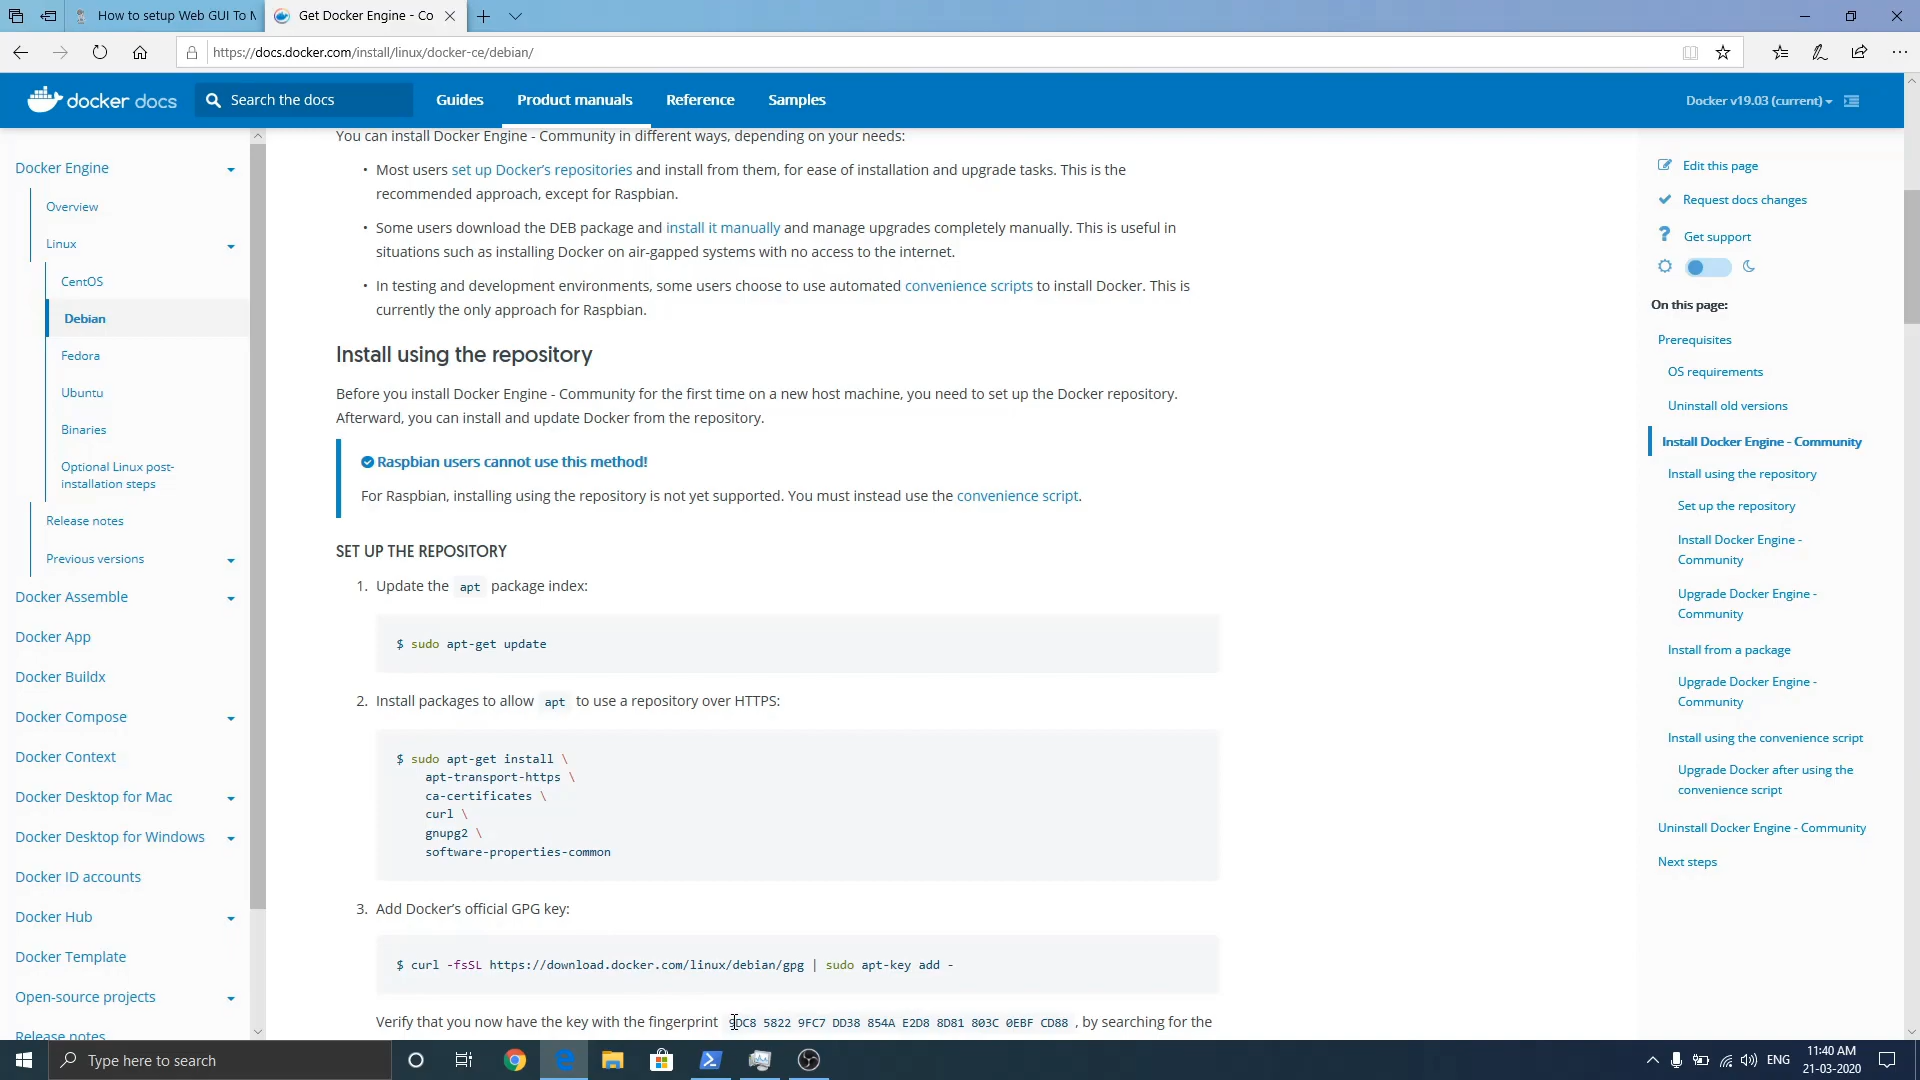 How to setup Web GUI To M
Get Docker Engine - Co
https://docs.docker.com/install/linux/docker-ce/debian/
docker docs
Search the docs
Guides
Product manuals
Reference
Samples
Docker v19.03 (current)
Docker Engine
Overview
Linux
CentOS
Debian
Fedora
Ubuntu
Binaries
Optional Linux post-
installation steps
Release notes
Previous versions
Docker Assemble
Docker App
Docker Buildx
Docker Compose
Docker Context
Docker Desktop for Mac
Docker Desktop for Windows
Docker ID accounts
Docker Hub
Docker Template
Open-source projects
Release notes
You can install Docker Engine - Community in different ways, depending on your needs:
• Most users set up Docker’s repositories and install from them, for ease of installation and upgrade tasks. This is the
recommended approach, except for Raspbian.
• Some users download the DEB package and install it manually and manage upgrades completely manually. This is useful in
situations such as installing Docker on air-gapped systems with no access to the internet.
• In testing and development environments, some users choose to use automated convenience scripts to install Docker. This is
currently the only approach for Raspbian.
Install using the repository
Before you install Docker Engine - Community for the first time on a new host machine, you need to set up the Docker repository.
Afterward, you can install and update Docker from the repository.
Raspbian users cannot use this method!
For Raspbian, installing using the repository is not yet supported. You must instead use the convenience script.
SET UP THE REPOSITORY
1. Update the apt package index:
$ sudo apt-get update
2. Install packages to allow apt to use a repository over HTTPS:
$ sudo apt-get install \
apt-transport-https \
ca-certificates \
curl \
gnupg2 \
software-properties-common
3. Add Docker’s official GPG key:
$ curl -fsSL https://download.docker.com/linux/debian/gpg | sudo apt-key add -
Verify that you now have the key with the fingerprint 9DC8 5822 9FC7 DD38 854A E2D8 8D81 803C 0EBF CD88 , by searching for the
Edit this page
Request docs changes
Get support
On this page:
Prerequisites
OS requirements
Uninstall old versions
Install Docker Engine - Community
Install using the repository
Set up the repository
Install Docker Engine -
Community
Upgrade Docker Engine -
Community
Install from a package
Upgrade Docker Engine -
Community
Install using the convenience script
Upgrade Docker after using the
convenience script
Uninstall Docker Engine - Community
Next steps
Type here to search
ENG
11:40 AM
21-03-2020